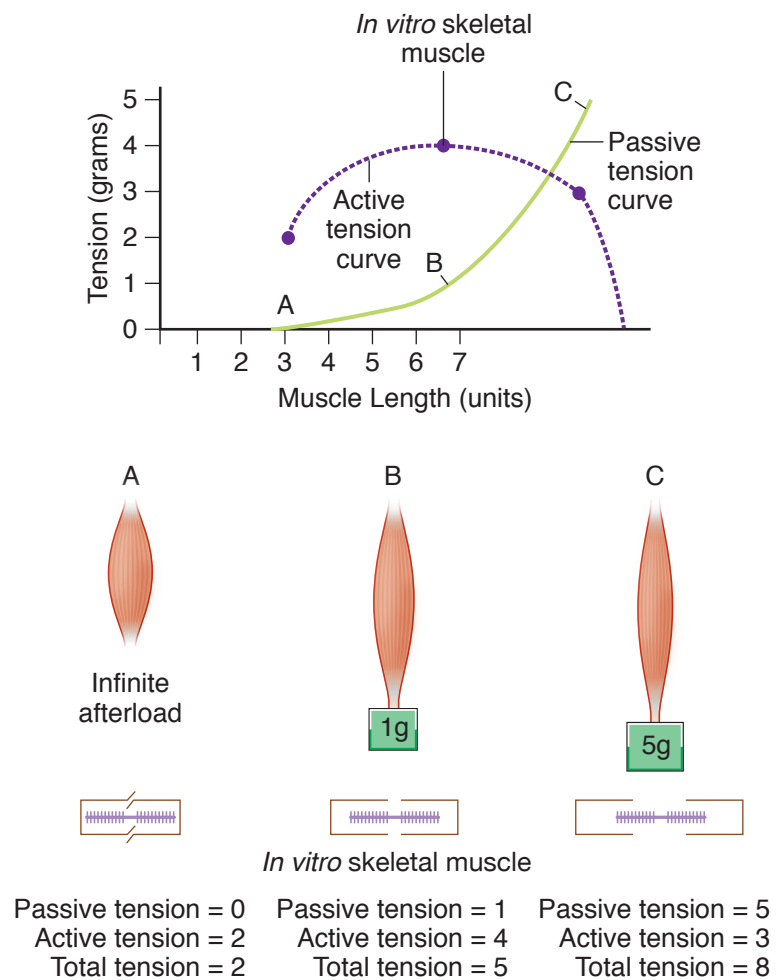 In vitro skeletal
muscle
5
4
3
2
1
0
Tension (grams)
C
Passive
tension
curve
Active
tension
curve
B
A
1 2 3 4 5 6 7
Muscle Length (units)
A B C
Infinite
afterload
1g
5g
In vitro skeletal muscle
Passive tension = 0 Passive tension = 1 Passive tension = 5
Active tension = 2 Active tension = 4 Active tension = 3
Total tension = 2 Total tension = 5 Total tension = 8